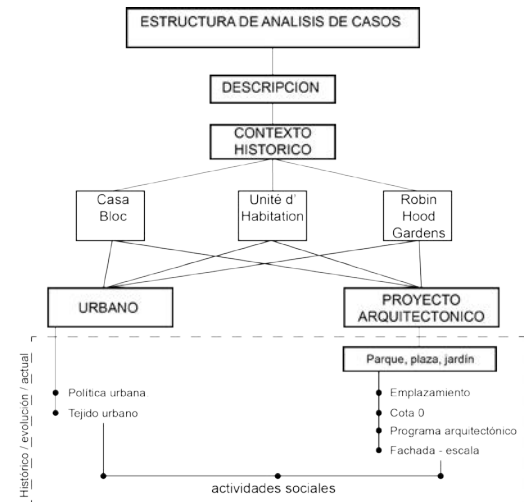 ESTRUCTURA DE ANALISIS DE CASOS
DESCRIPCION
CONTEXTO
HISTORICO
Casa
Bloc
Unité d'
Habitation
Robin
Hood
Gardens
URBANO
PROYECTO
ARQUITECTONICO
Histórico / evolución / actual
Parque, plaza, jardín
Política urbana
Tejido urbano
Emplazamiento
Cota 0
Programa arquitectónico
Fachada - escala
actividades sociales